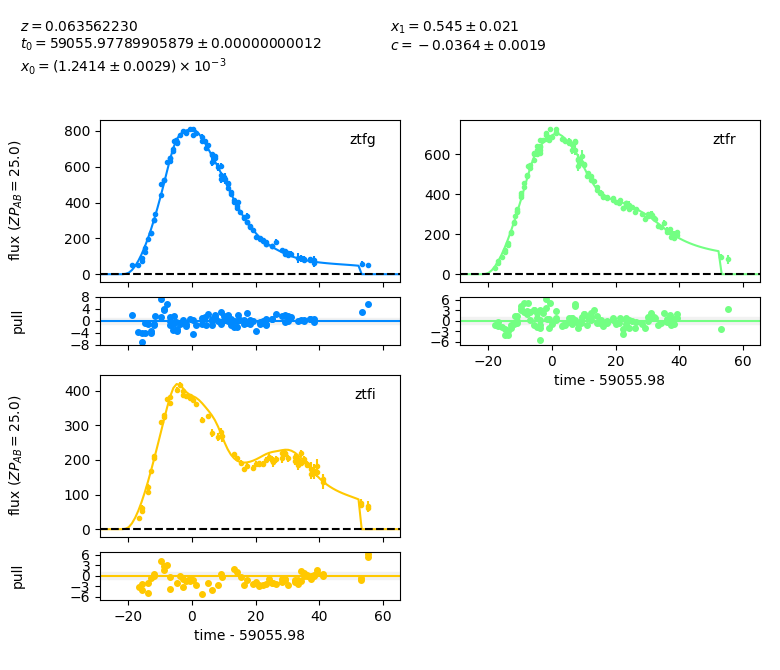 z = 0.063562230
t₀ = 59055.97789905879 ± 0.00000000012
x₀ = (1.2414 ± 0.0029) × 10⁻³
x₁ = 0.545 ± 0.021
c = −0.0364 ± 0.0019
flux (ZP_AB = 25.0)
800
600
400
200
0
ztfg
600
400
200
0
ztfr
pull
8
4
0
−4
−8
6
3
0
−3
−6
−20 0 20 40 60
time - 59055.98
flux (ZP_AB = 25.0)
400
300
200
100
0
ztfi
pull
6
3
0
−3
−6
−20 0 20 40 60
time - 59055.98